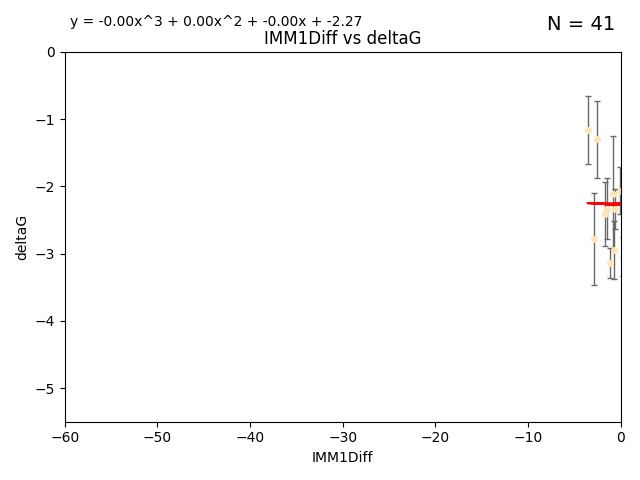 y = -0.00x^3 + 0.00x^2 + -0.00x + -2.27
N = 41
IMM1Diff vs deltaG
0
−1
−2
−3
−4
−5
deltaG
−60 −50 −40 −30 −20 −10 0
IMM1Diff